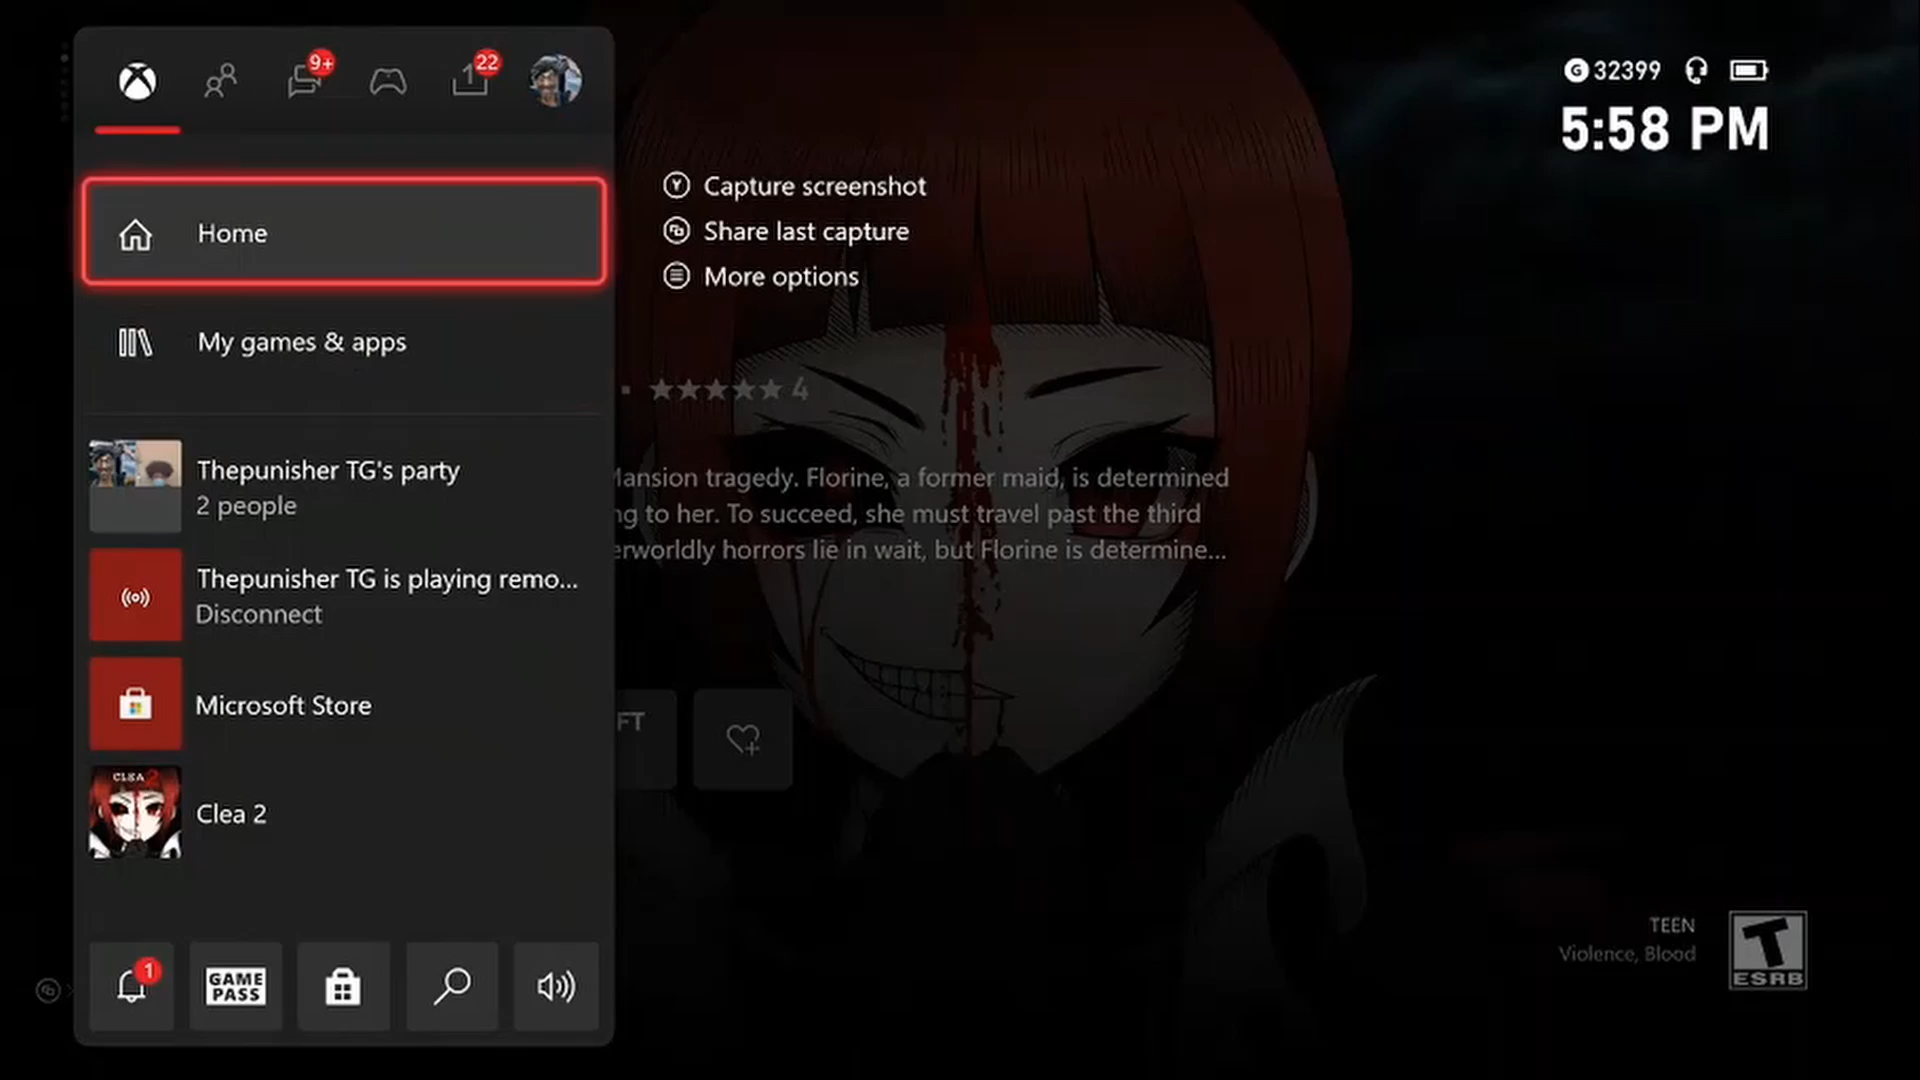 9+
1
22
32399
5:58 PM
Home
Capture screenshot
Share last capture
More options
My games & apps
4
Thepunisher TG's party
2 people
Mansion tragedy. Florine, a former maid, is determined
ng to her. To succeed, she must travel past the third
erworldly horrors lie in wait, but Florine is determine...
Thepunisher TG is playing remo...
Disconnect
Microsoft Store
FT
CLEA 2
Clea 2
TEEN
Violence, Blood
T
ESRB
1
GAME
PASS